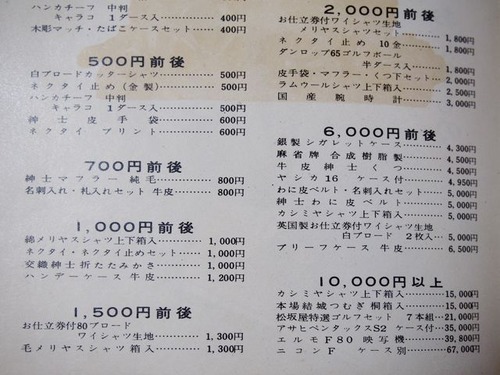 ハンカチーフ 中判
キャラコ 1ダース入……400円
木彫マッチ・たばこケースセット……400円
500円前後
白ブロードカッターシャツ……500円
ネクタイ止め(金製)……500円
ハンカチーフ 中判
キャラコ 1ダース入……500円
紳士皮手袋……600円
ネクタイ プリント……600円
700円前後
紳士マフラー 純毛……800円
名刺入れ・札入れセット 牛皮……800円
1,000円前後
綿メリヤスシャツ上下箱入……1,000円
ネクタイ・ネクタイ止めセット……1,000円
交織紳士折たたみかさ……1,000円
ハンデーケース 牛皮……1,200円
1,500円前後
お仕立券付80ブロード
ワイシャツ生地……1,300円
毛メリヤスシャツ箱入……1,300円
2,000円前後
お仕立券付ワイシャツ生地
メリヤスシャツセット……1,800円
ネクタイ止め 10金……1,800円
ダンロップ65ゴルフボール
半ダース入……1,800円
皮手袋・マフラー・くつ下セット……2,000円
ラムウールシャツ上下箱入……2,500円
国産腕時計……3,000円
6,000円前後
銀製シガレットケース……4,300円
麻雀牌 合成樹脂製……4,500円
牛皮紳士くつ……4,500円
ヤシカ16 ケース付……4,950円
わに皮ベルト・名刺入れセット……5,000円
紳士わに皮ベルト……5,000円
カシミヤシャツ上下箱入……5,000円
英国製お仕立券付ワイシャツ生地
白ブロード 2枚入……5,000円
ブリーフケース 牛皮……6,500円
10,000円以上
カシミヤシャツ上下箱入……15,000円
本場結城つむぎ 桐箱入……15,000円
松坂屋特選ゴルフセット 7本組……21,000円
アサヒペンタックスS2 ケース付……35,000円
エルモF80 映写機……39,800円
ニコンF ケース別……67,000円